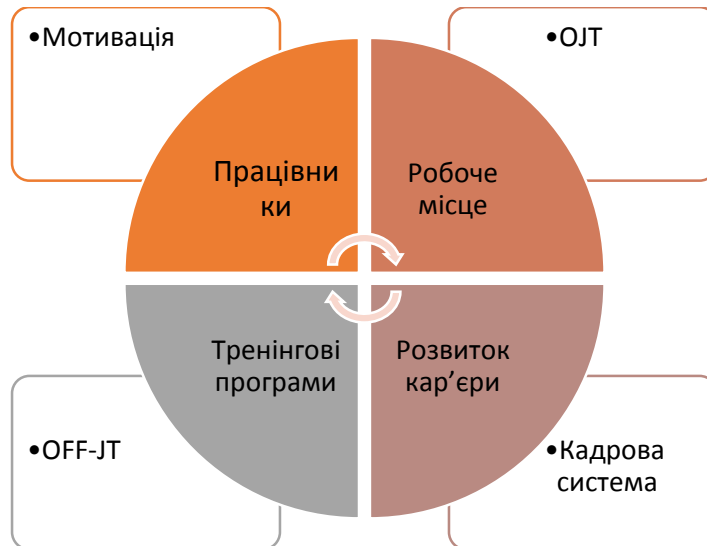 •Мотивація
•OJT
Працівни
ки
Робоче
місце
Тренінгові
програми
Розвиток
кар’єри
•OFF-JT
•Кадрова
система